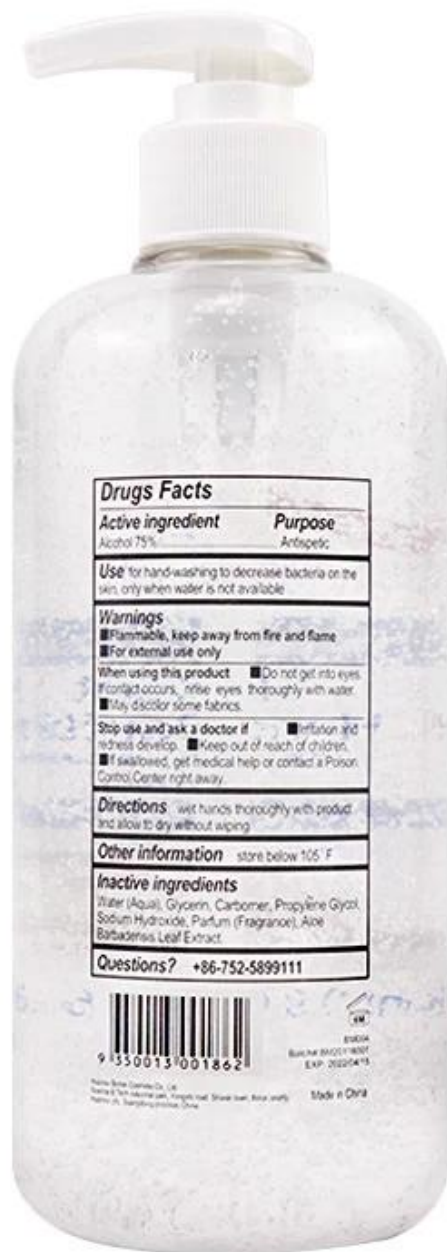 Drugs Facts
Active ingredient Purpose
Alcohol 75% Antispetic
Use for hand-washing to decrease bacteria on the
skin, only when water is not available
Warnings
■Flammable, keep away from fire and flame
■For external use only
When using this product ■Do not get into eyes.
If contact occurs, rinse eyes thoroughly with water.
■May discolor some fabrics.
Stop use and ask a doctor if ■Irritation and
redness develop. ■Keep out of reach of children.
■If swallowed, get medical help or contact a Poison
Control Center right away.
Directions wet hands thoroughly with product
and allow to dry without wiping
Other information store below 105°F
Inactive ingredients
Water (Aqua), Glycerin, Carbomer, Propylene Glycol,
Sodium Hydroxide, Parfum (Fragrance), Aloe
Barbadensis Leaf Extract
Questions? +86-752-5899111
9 350013 001862
EXP: 2022/04/15
Made in China